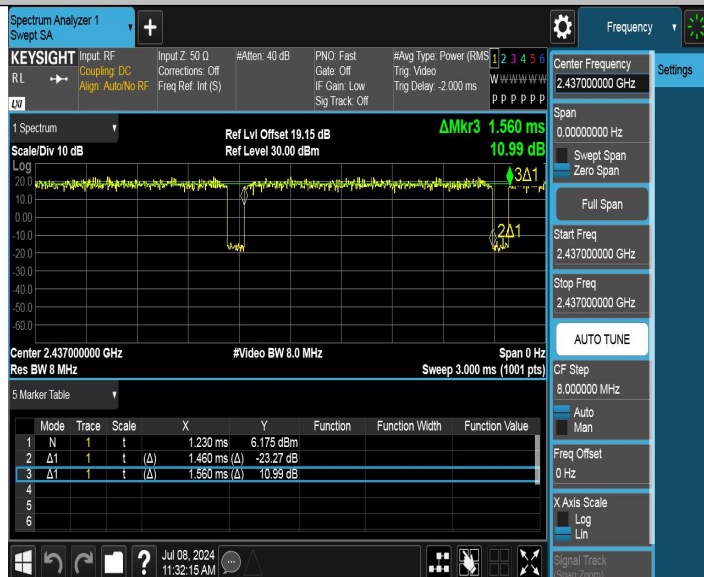 Spectrum Analyzer 1
Swept SA
+
Frequency
KEYSIGHT
RL
LXI
Input: RF
Coupling: DC
Align: Auto/No RF
Input Z: 50 Ω
Corrections: Off
Freq Ref: Int (S)
#Atten: 40 dB
PNO: Fast
Gate: Off
IF Gain: Low
Sig Track: Off
#Avg Type: Power (RMS
Trig: Video
Trig Delay: -2.000 ms
1 2 3 4 5 6
W W W W W W
P P P P P P
1 Spectrum
Scale/Div 10 dB
Ref Lvl Offset 19.15 dB
Ref Level 30.00 dBm
ΔMkr3 1.560 ms
10.99 dB
Log
20.0
10.0
0.00
-10.0
-20.0
-30.0
-40.0
-50.0
-60.0
3Δ1
2Δ1
Center 2.437000000 GHz
#Video BW 8.0 MHz
Span 0 Hz
Res BW 8 MHz
Sweep 3.000 ms (1001 pts)
5 Marker Table
Mode Trace Scale X Y Function Function Width Function Value
1 N 1 t 1.230 ms 6.175 dBm
2 Δ1 1 t (Δ) 1.460 ms (Δ) -23.27 dB
3 Δ1 1 t (Δ) 1.560 ms (Δ) 10.99 dB
4
5
6
?
Jul 08, 2024
11:32:15 AM
Center Frequency
2.437000000 GHz
Settings
Span
0.00000000 Hz
Swept Span
Zero Span
Full Span
Start Freq
2.437000000 GHz
Stop Freq
2.437000000 GHz
AUTO TUNE
CF Step
8.000000 MHz
Auto
Man
Freq Offset
0 Hz
X Axis Scale
Log
Lin
Signal Track
(Span Zoom)